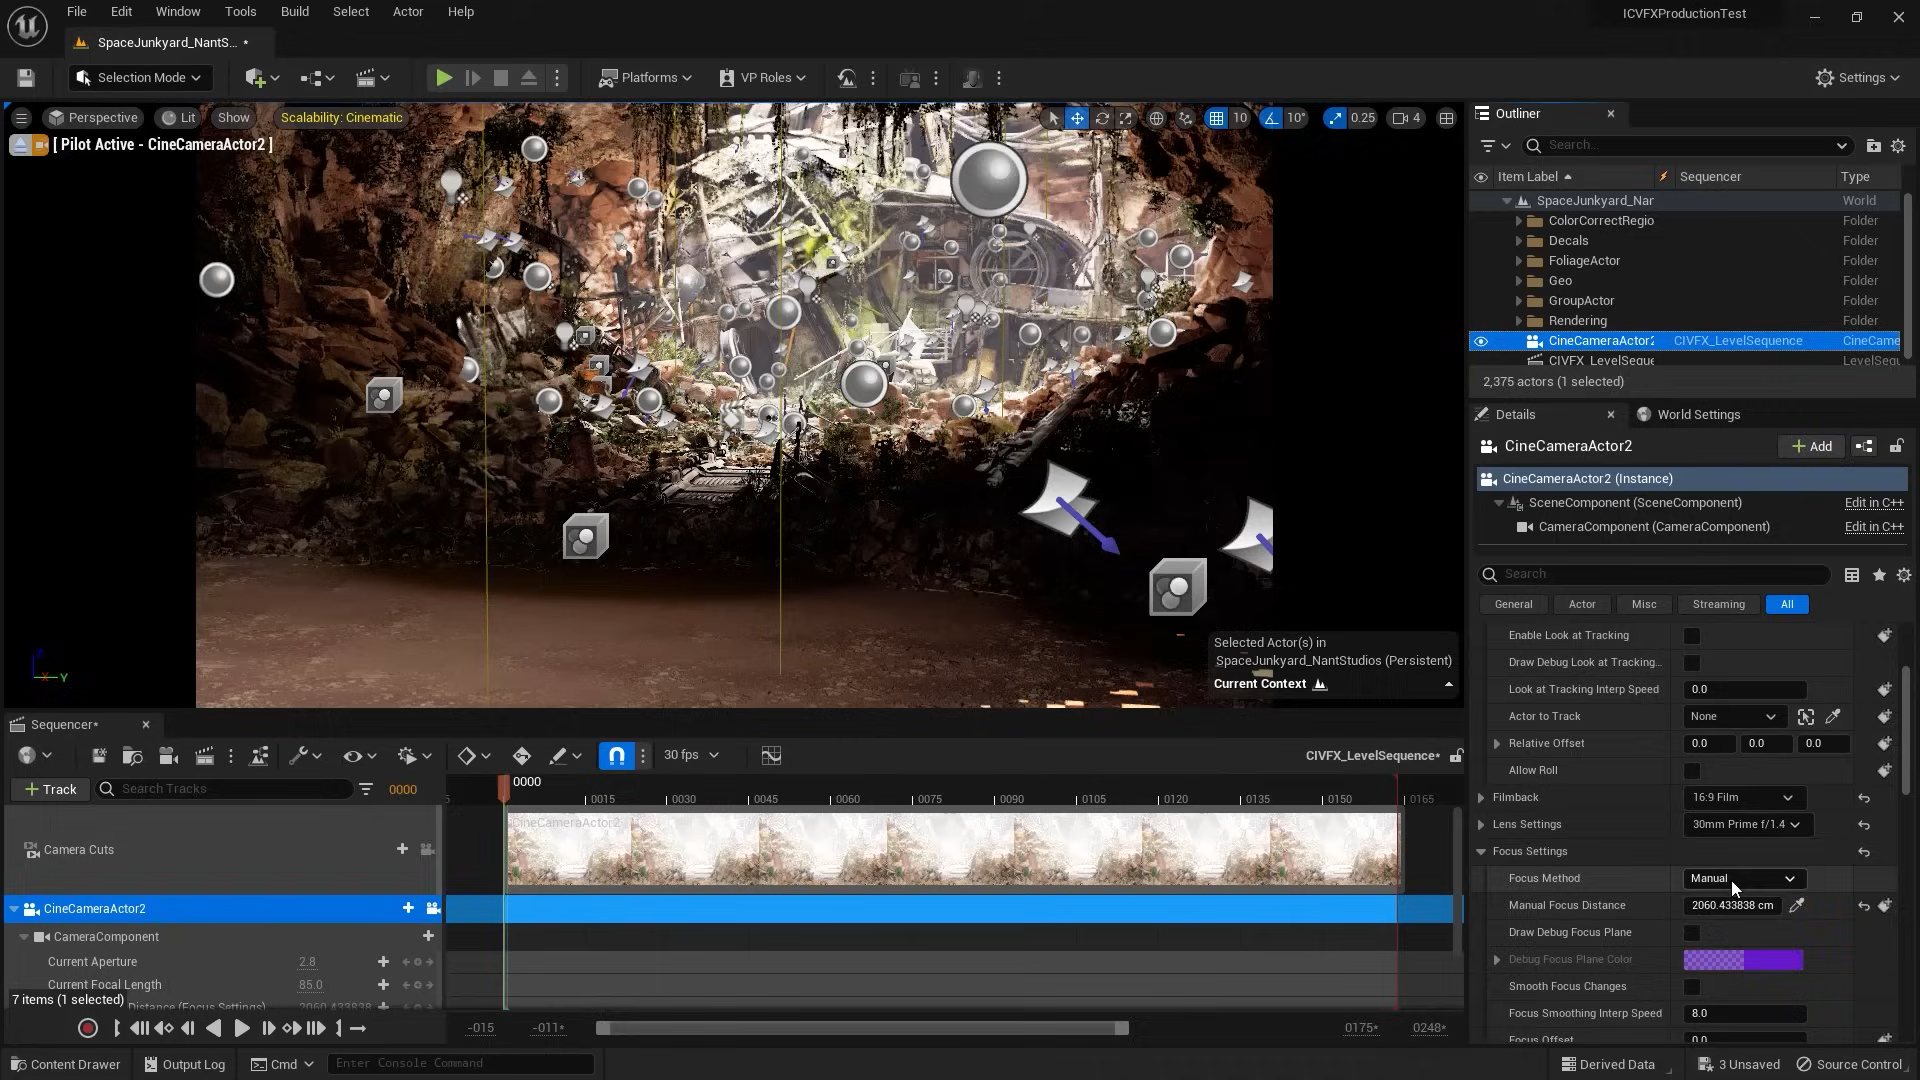 File Edit Window Tools Build Select Actor Help
ICVFXProductionTest
SpaceJunkyard_NantS... •
Selection Mode
Platforms
VP Roles
Settings
Perspective
Lit
Show
Scalability: Cinematic
10
10°
0.25
4
[ Pilot Active - CineCameraActor2 ]
Selected Actor(s) in
SpaceJunkyard_NantStudios (Persistent)
Current Context
Outliner
Search...
Item Label Sequencer Type
SpaceJunkyard_Nar World
ColorCorrectRegio Folder
Decals Folder
FoliageActor Folder
Geo Folder
GroupActor Folder
Rendering Folder
CineCameraActor2 CIVFX_LevelSequence CineCame
CIVFX_LevelSeque LevelSequ
2,375 actors (1 selected)
Details
World Settings
CineCameraActor2
Add
CineCameraActor2 (Instance)
SceneComponent (SceneComponent) Edit in C++
CameraComponent (CameraComponent) Edit in C++
Search
General Actor Misc Streaming All
Enable Look at Tracking
Draw Debug Look at Tracking...
Look at Tracking Interp Speed 0.0
Actor to Track None
Relative Offset 0.0 0.0 0.0
Allow Roll
Filmback 16:9 Film
Lens Settings 30mm Prime f/1.4
Focus Settings
Focus Method Manual
Manual Focus Distance 2060.433838 cm
Draw Debug Focus Plane
Debug Focus Plane Color
Smooth Focus Changes
Focus Smoothing Interp Speed 8.0
Focus Offset 0.0
Sequencer*
30 fps
CIVFX_LevelSequence*
Track
Search Tracks
0000
0000
0015 0030 0045 0060 0075 0090 0105 0120 0135 0150 0165
Camera Cuts
CineCameraActor2
CineCameraActor2
CameraComponent
Current Aperture 2.8
Current Focal Length 85.0
Distance (Focus Settings) 2060.433838
7 items (1 selected)
-015 -011* 0175* 0248*
Content Drawer
Output Log
Cmd
Enter Console Command
Derived Data
3 Unsaved
Source Control